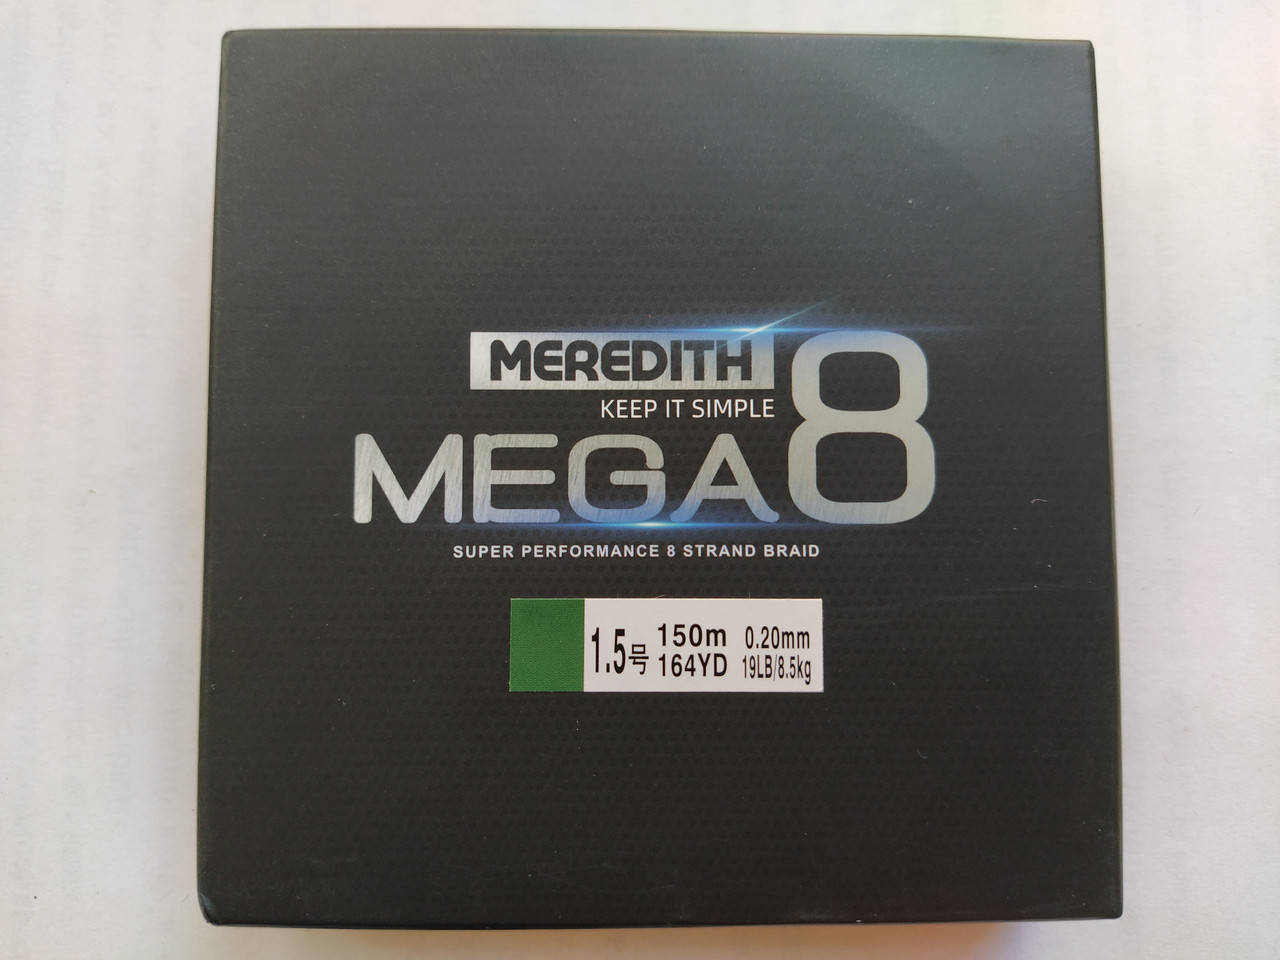 MEREDITH
KEEP IT SIMPLE
MEGA8
SUPER PERFORMANCE 8 STRAND BRAID
1.5号 150m 0.20mm
164YD 19LB/8.5kg